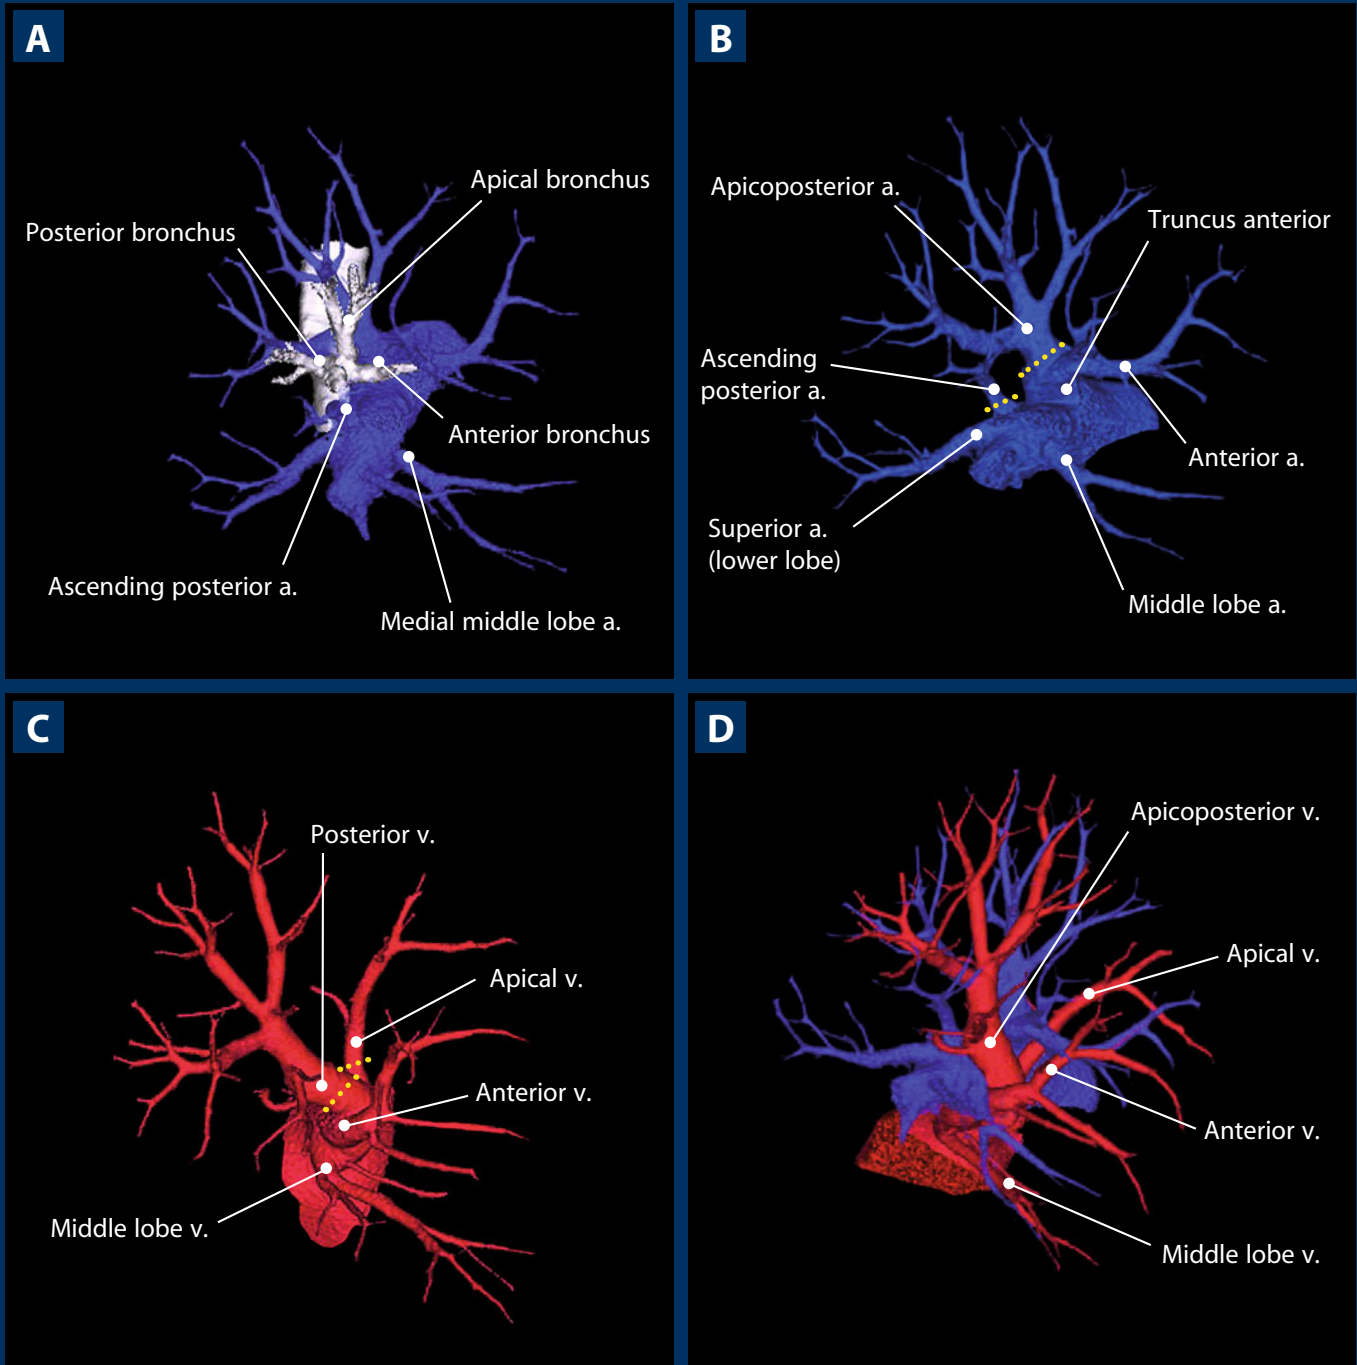 A
Apical bronchus
Posterior bronchus
Anterior bronchus
Ascending posterior a.
Medial middle lobe a.
B
Apicoposterior a.
Truncus anterior
Ascending
posterior a.
Anterior a.
Superior a.
(lower lobe)
Middle lobe a.
C
Posterior v.
Apical v.
Anterior v.
Middle lobe v.
D
Apicoposterior v.
Apical v.
Anterior v.
Middle lobe v.